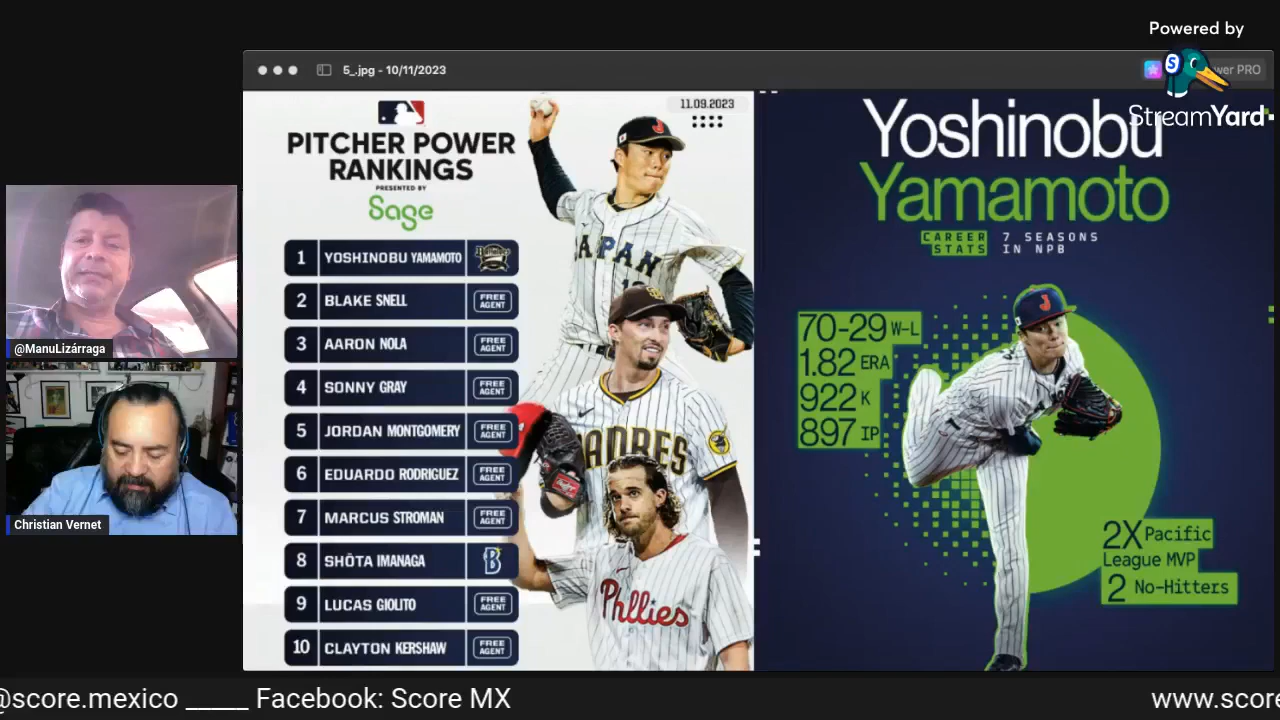 Powered by
StreamYard
5_.jpg - 10/11/2023
wer PRO
11.09.2023
PITCHER POWER
RANKINGS
PRESENTED BY
Sage
1 YOSHINOBU YAMAMOTO
2 BLAKE SNELL FREE AGENT
3 AARON NOLA FREE AGENT
4 SONNY GRAY FREE AGENT
5 JORDAN MONTGOMERY FREE AGENT
6 EDUARDO RODRIGUEZ FREE AGENT
7 MARCUS STROMAN FREE AGENT
8 SHŌTA IMANAGA B
9 LUCAS GIOLITO FREE AGENT
10 CLAYTON KERSHAW FREE AGENT
JAPAN
PADRES
Phllies
Yoshinobu
Yamamoto
CAREER STATS
7 SEASONS IN NPB
70-29 W-L
1.82 ERA
922 K
897 IP
2X Pacific
League MVP
2 No-Hitters
@ManuLizárraga
Christian Vernet
@score.mexico _____ Facebook: Score MX
www.score